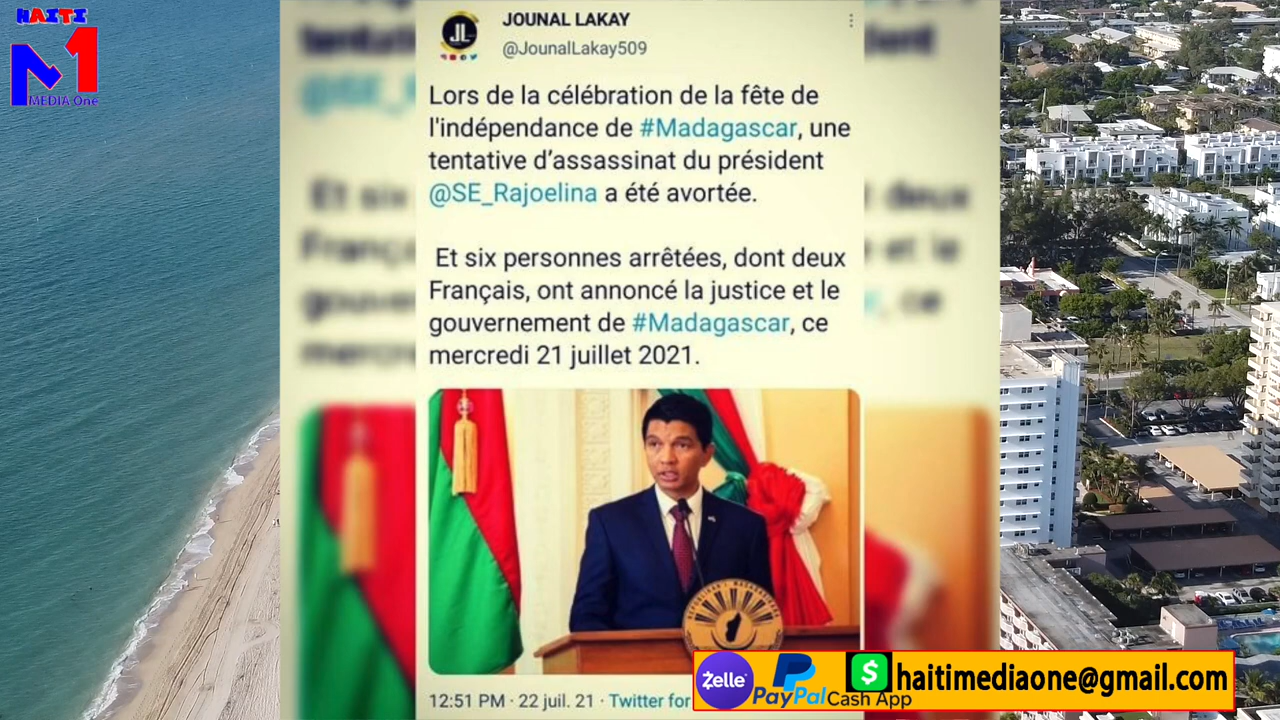 HAITI
M1
MEDIA One
JL
JOUNAL LAKAY
@JounalLakay509
Lors de la célébration de la fête de
l'indépendance de #Madagascar, une
tentative d’assassinat du président
@SE_Rajoelina a été avortée.
Et six personnes arrêtées, dont deux
Français, ont annoncé la justice et le
gouvernement de #Madagascar, ce
mercredi 21 juillet 2021.
12:51 PM · 22 juil. 21 · Twitter for
Zelle
PayPal
$
Cash App
haitimediaone@gmail.com